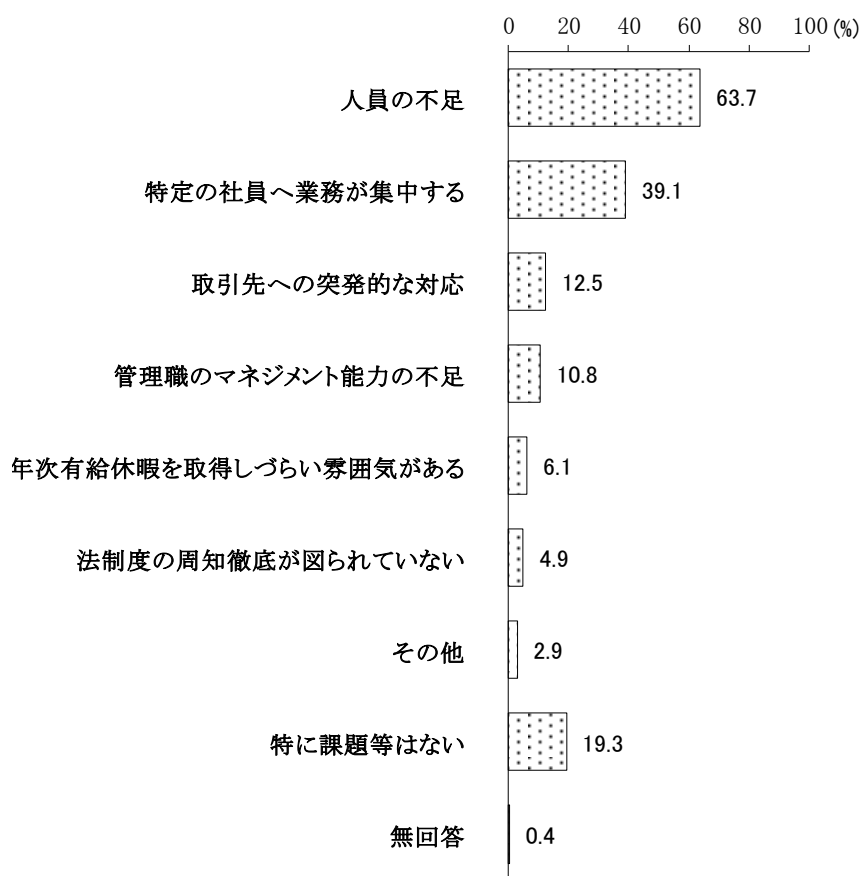 0 20 40 60 80 100 (%)
人員の不足 63.7
特定の社員へ業務が集中する 39.1
取引先への突発的な対応 12.5
管理職のマネジメント能力の不足 10.8
年次有給休暇を取得しづらい雰囲気がある 6.1
法制度の周知徹底が図られていない 4.9
その他 2.9
特に課題等はない 19.3
無回答 0.4